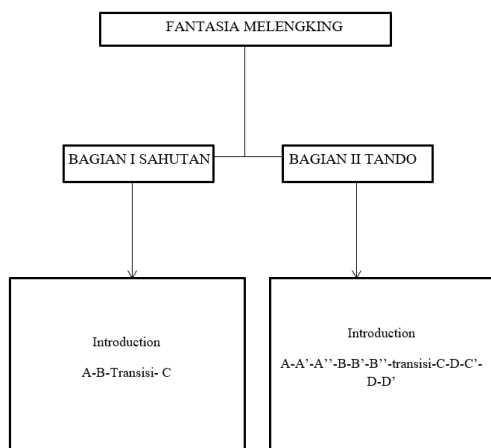 FANTASIA MELENGKING
BAGIAN I SAHUTAN
BAGIAN II TANDO
Introduction
A-B-Transisi- C
Introduction
A-A’-A’’-B-B’-B’’-transisi-C-D-C’-
D-D’